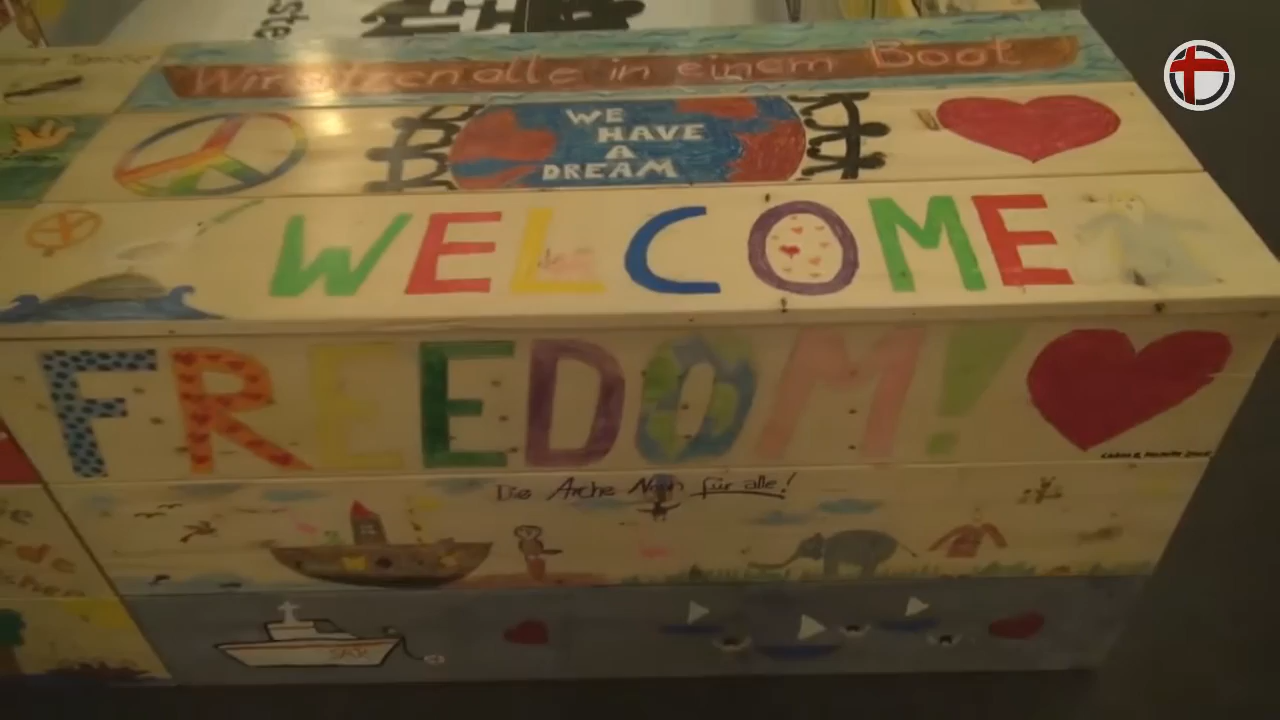 Wir sitzen alle in einem Boot
WE
HAVE
A
DREAM
WELCOME
FREEDOM!
Die Arche Noah für alle!